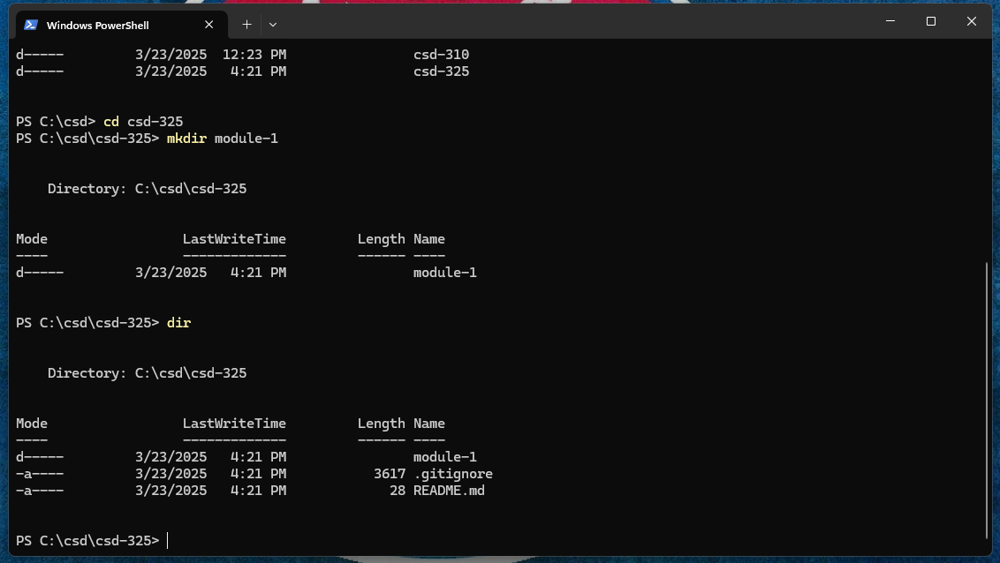 Windows PowerShell
d-----         3/23/2025  12:23 PM                csd-310
d-----         3/23/2025   4:21 PM                csd-325
PS C:\csd> cd csd-325
PS C:\csd\csd-325> mkdir module-1
    Directory: C:\csd\csd-325
Mode                 LastWriteTime         Length Name
----                 -------------         ------ ----
d-----         3/23/2025   4:21 PM                module-1
PS C:\csd\csd-325> dir
    Directory: C:\csd\csd-325
Mode                 LastWriteTime         Length Name
----                 -------------         ------ ----
d-----         3/23/2025   4:21 PM                module-1
-a----         3/23/2025   4:21 PM           3617 .gitignore
-a----         3/23/2025   4:21 PM             28 README.md
PS C:\csd\csd-325>